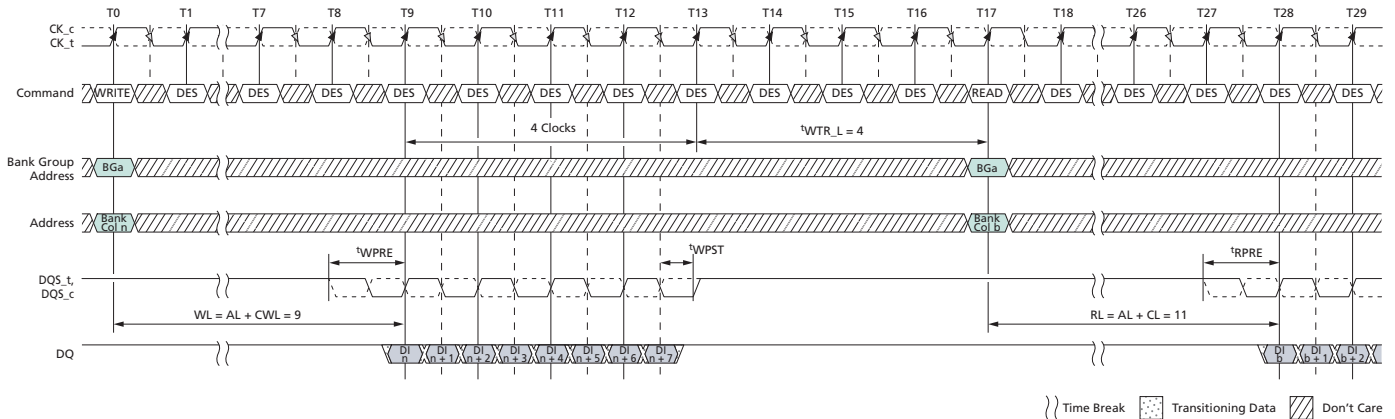 T0 T1 T7 T8 T9 T10 T11 T12 T13 T14 T15 T16 T17 T18 T26 T27 T28 T29
CK_c
CK_t
Command WRITE DES DES DES DES DES DES DES DES DES DES DES READ DES DES DES DES DES
4 Clocks tWTR_L = 4
Bank Group
Address
BGa BGa
Address
Bank
Col n
Bank
Col b
tWPRE tWPST tRPRE
DQS_t,
DQS_c
WL = AL + CWL = 9 RL = AL + CL = 11
DQ
DI
n
DI
n + 1
DI
n + 2
DI
n + 3
DI
n + 4
DI
n + 5
DI
n + 6
DI
n + 7
DI
b
DI
b + 1
DI
b + 2
Time Break Transitioning Data Don't Care